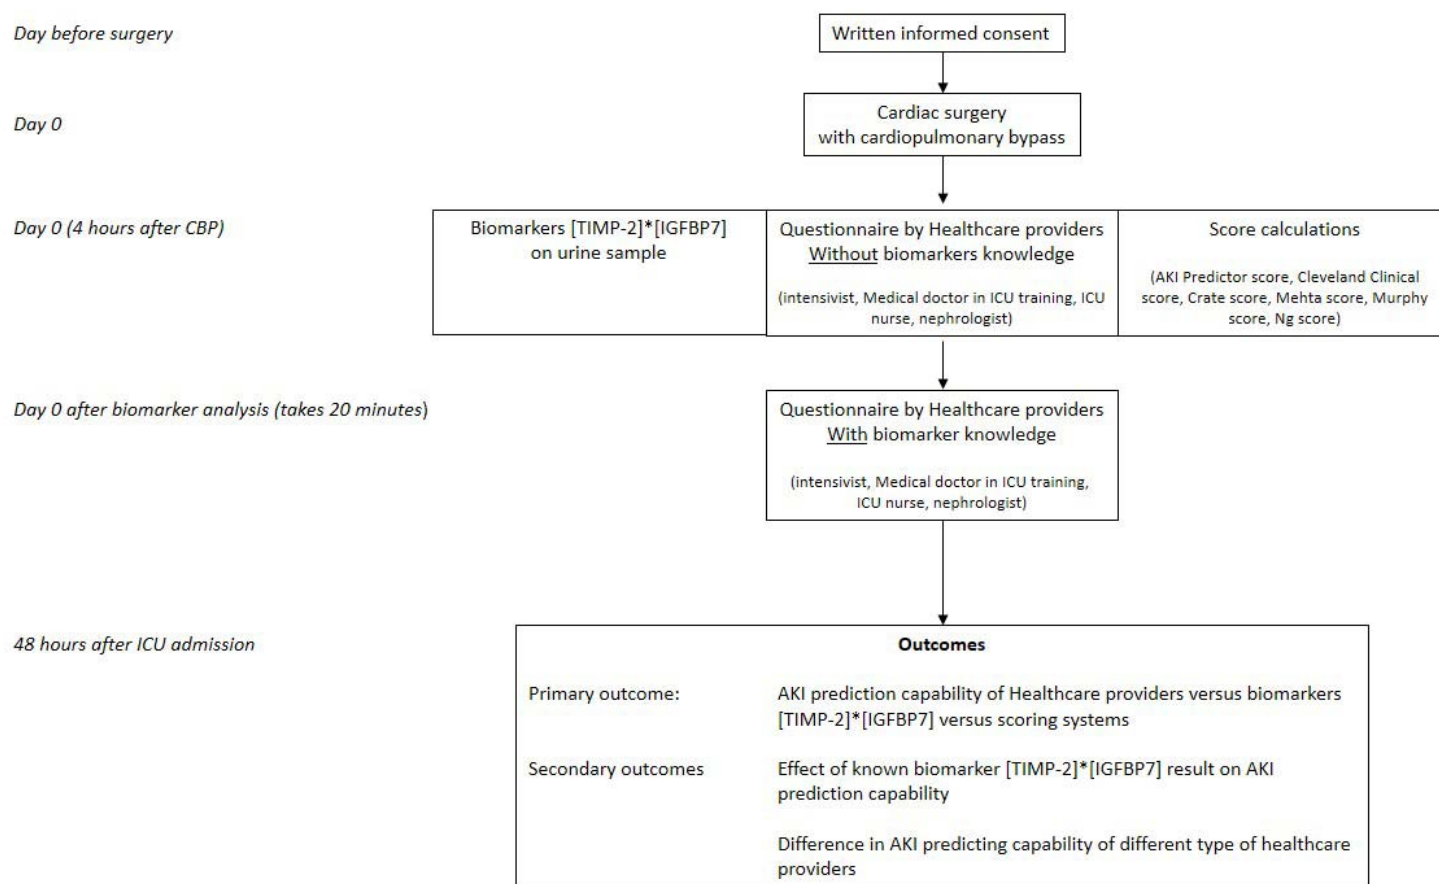 Day before surgery
Written informed consent
Day 0
Cardiac surgery
with cardiopulmonary bypass
Day 0 (4 hours after CBP)
Biomarkers [TIMP-2]*[IGFBP7]
on urine sample
Questionnaire by Healthcare providers
Without biomarkers knowledge
(intensivist, Medical doctor in ICU training, ICU
nurse, nephrologist)
Score calculations
(AKI Predictor score, Cleveland Clinical
score, Crate score, Mehta score, Murphy
score, Ng score)
Day 0 after biomarker analysis (takes 20 minutes)
Questionnaire by Healthcare providers
With biomarker knowledge
(intensivist, Medical doctor in ICU training,
ICU nurse, nephrologist)
48 hours after ICU admission
Outcomes
Primary outcome:
AKI prediction capability of Healthcare providers versus biomarkers
[TIMP-2]*[IGFBP7] versus scoring systems
Secondary outcomes
Effect of known biomarker [TIMP-2]*[IGFBP7] result on AKI
prediction capability
Difference in AKI predicting capability of different type of healthcare
providers